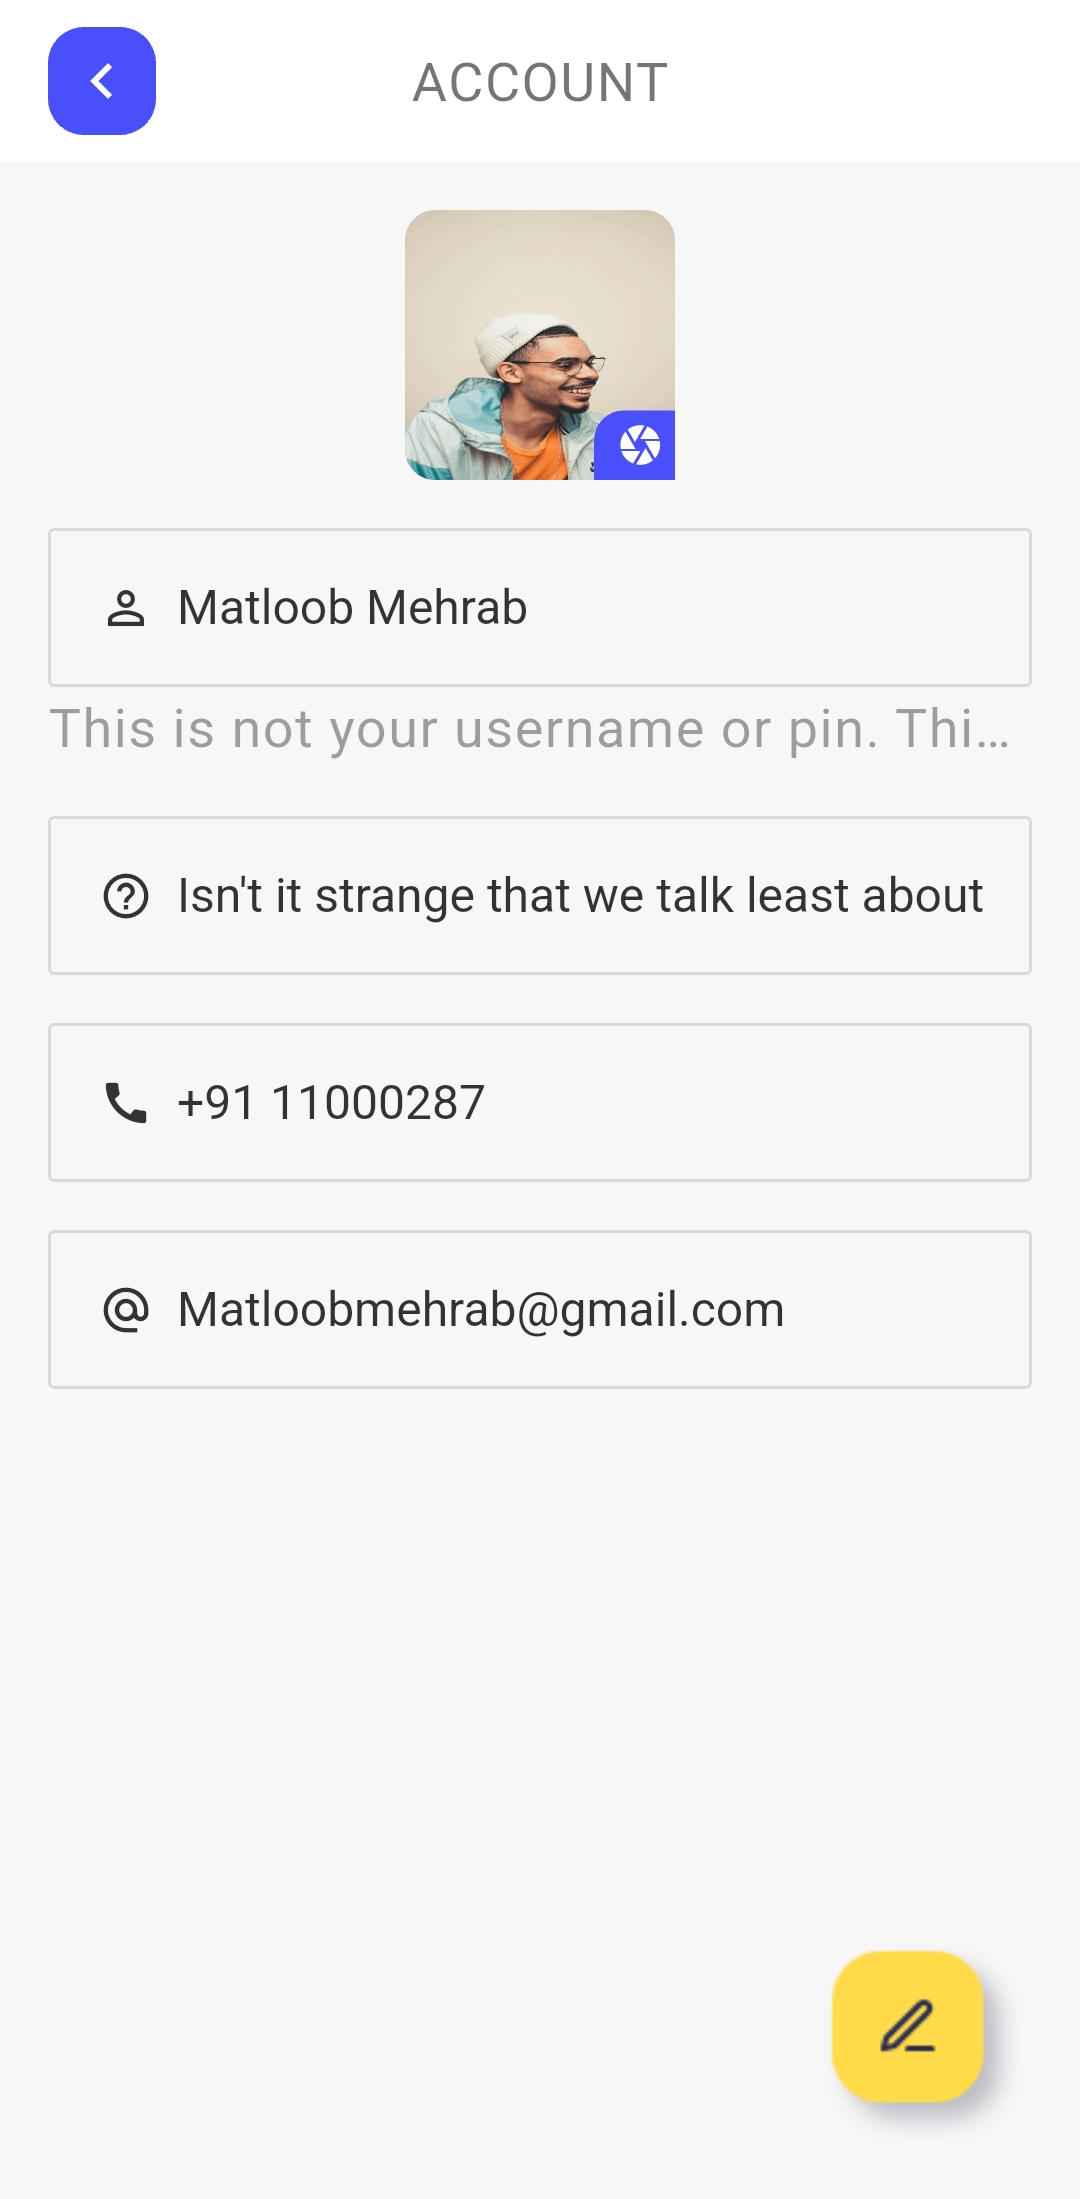 ACCOUNT
Matloob Mehrab
This is not your username or pin. Thi...
Isn't it strange that we talk least about
+91 11000287
Matloobmehrab@gmail.com